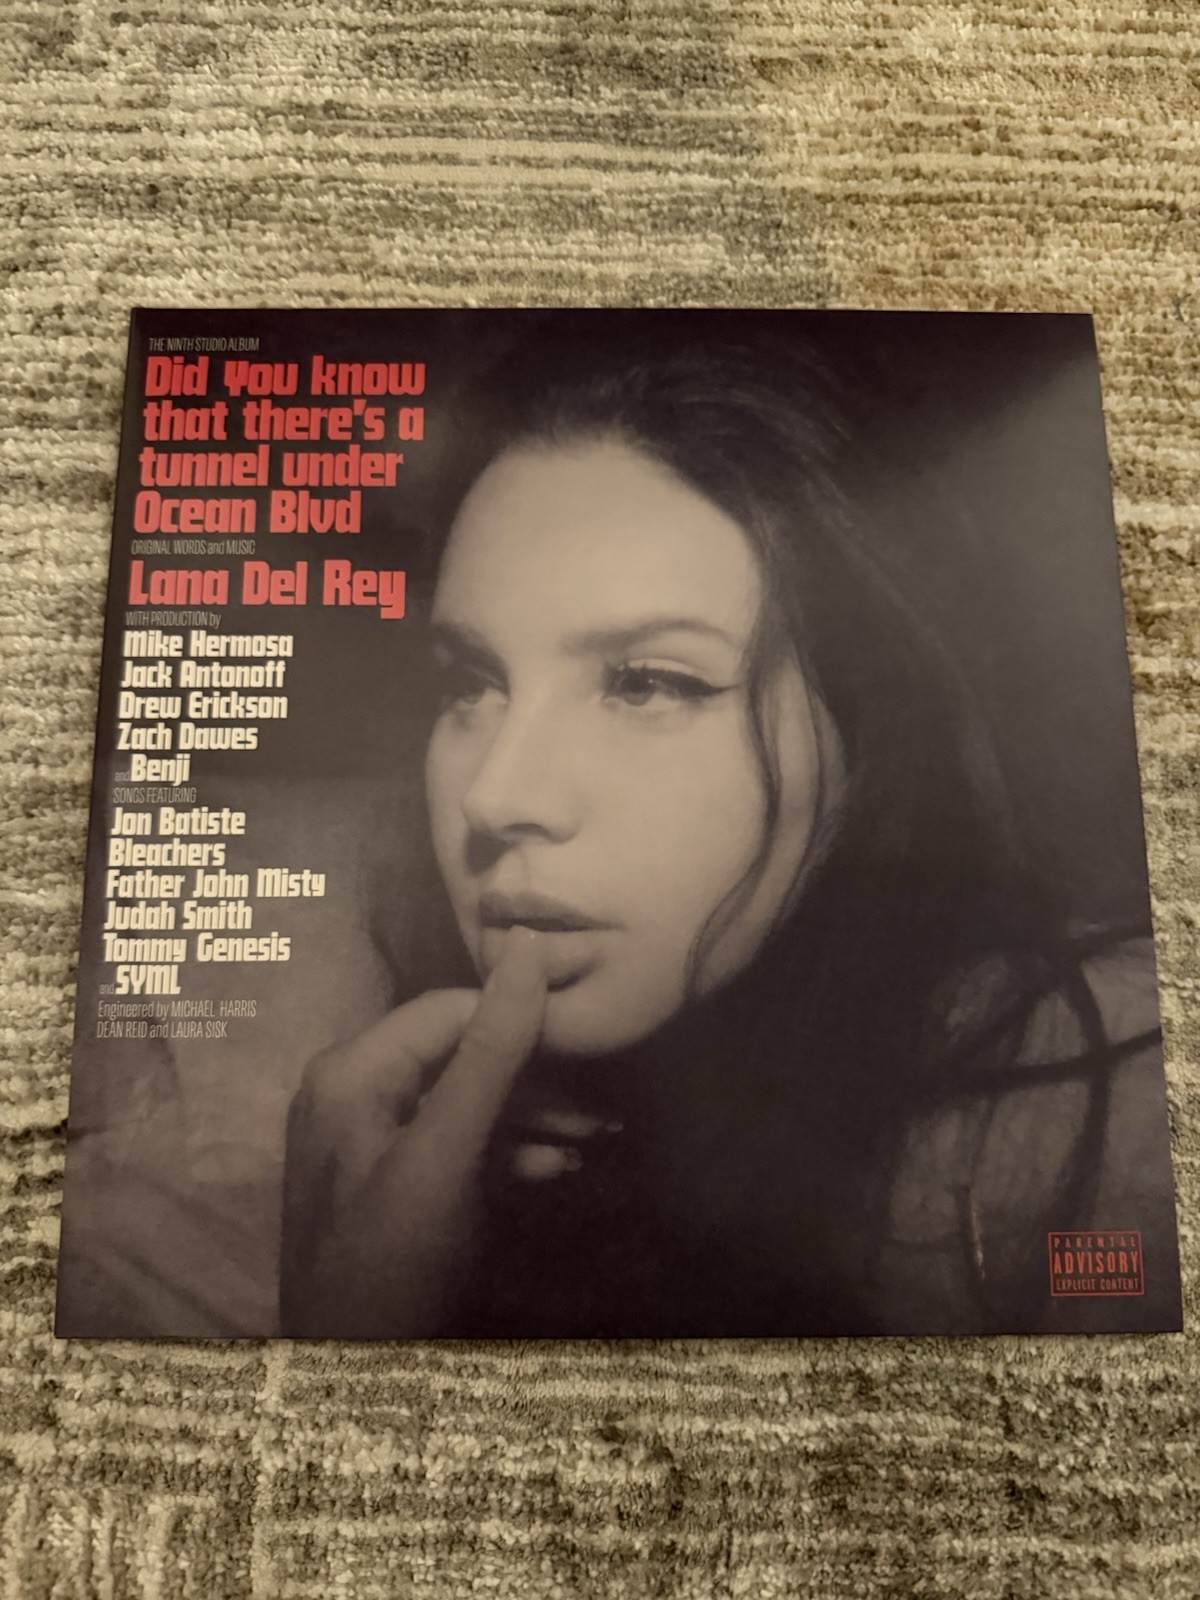 THE NINTH STUDIO ALBUM
Did you know
that there's a
tunnel under
Ocean Blvd
ORIGINAL WORDS and MUSIC
Lana Del Rey
WITH PRODUCTION by
Mike Hermosa
Jack Antonoff
Drew Erickson
Zach Dawes
and Benji
SONGS FEATURING
Jon Batiste
Bleachers
Father John Misty
Judah Smith
Tommy Genesis
and SYML
Engineered by MICHAEL HARRIS
DEAN REID and LAURA SISK
PARENTAL
ADVISORY
EXPLICIT CONTENT